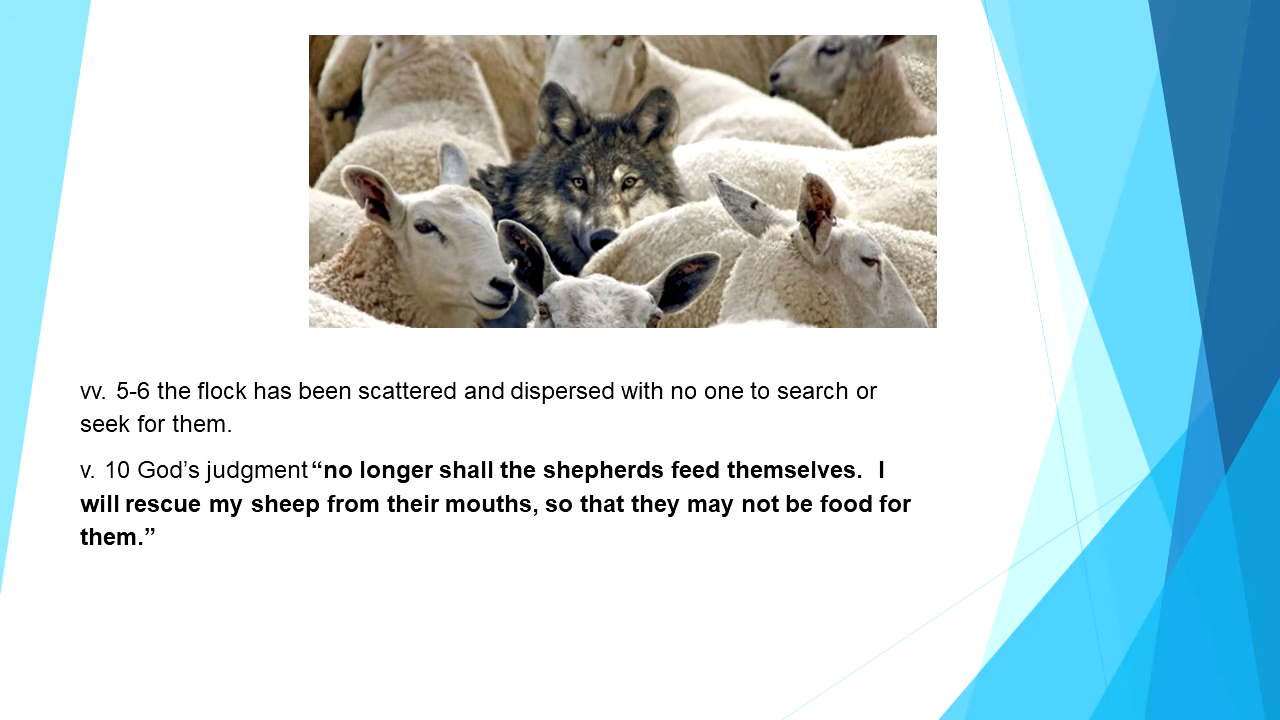 vv. 5-6 the flock has been scattered and dispersed with no one to search or
seek for them.
v. 10 God’s judgment “no longer shall the shepherds feed themselves. I
will rescue my sheep from their mouths, so that they may not be food for
them.”